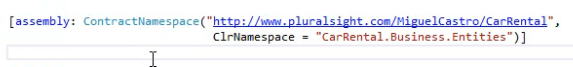 [assembly: ContractNamespace("http://www.pluralsight.com/MiguelCastro/CarRental",
ClrNamespace = "CarRental.Business.Entities")]